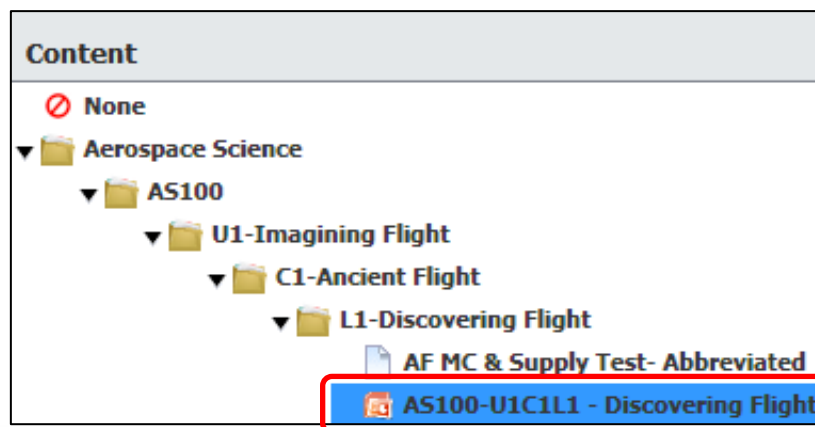 Content
None
Aerospace Science
AS100
U1-Imagining Flight
C1-Ancient Flight
L1-Discovering Flight
AF MC & Supply Test- Abbreviated
AS100-U1C1L1 - Discovering Flight